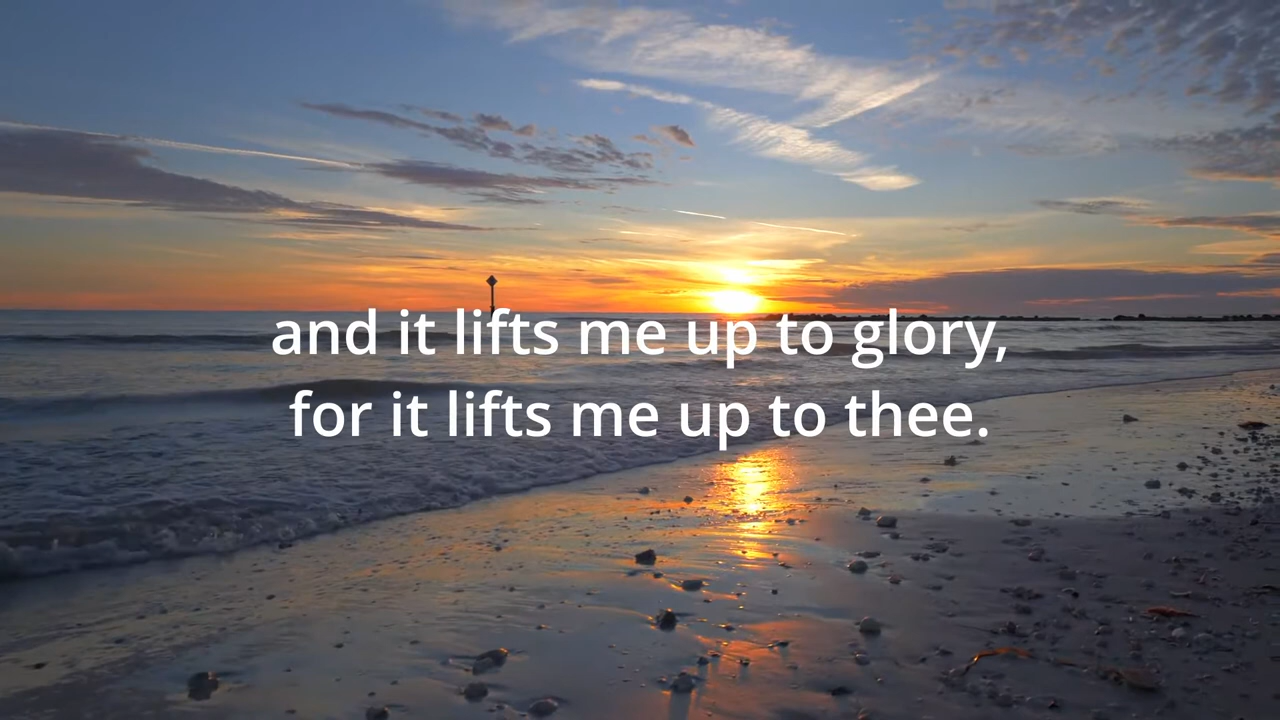 and it lifts me up to glory,
for it lifts me up to thee.